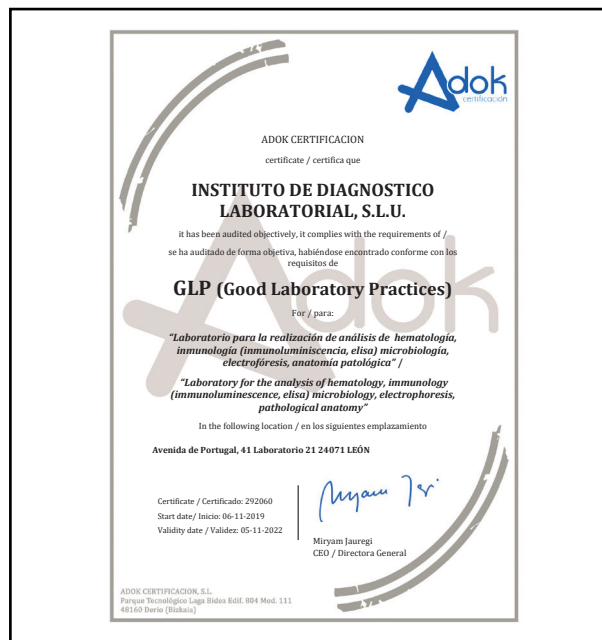 Adok
certificación
ADOK CERTIFICACION
certificate / certifica que
INSTITUTO DE DIAGNOSTICO
LABORATORIAL, S.L.U.
it has been audited objectively, it complies with the requirements of /
se ha auditado de forma objetiva, habiéndose encontrado conforme con los
requisitos de
Adok
GLP (Good Laboratory Practices)
For / para:
“Laboratorio para la realización de análisis de hematología,
inmunología (inmunoluminiscencia, elisa) microbiología,
electrofóresis, anatomía patológica” /
“Laboratory for the analysis of hematology, immunology
(immunoluminescence, elisa) microbiology, electrophoresis,
pathological anatomy”
In the following location / en los siguientes emplazamiento
Avenida de Portugal, 41 Laboratorio 21 24071 LEÓN
Certificate / Certificado: 292060
Start date/ Inicio: 06-11-2019
Validity date / Validez: 05-11-2022
Miryam Jauregi
CEO / Directora General
ADOK CERTIFICACION, S.L.
Parque Tecnológico Laga Bidea Edif. 804 Mod. 111
48160 Derio (Bizkaia)